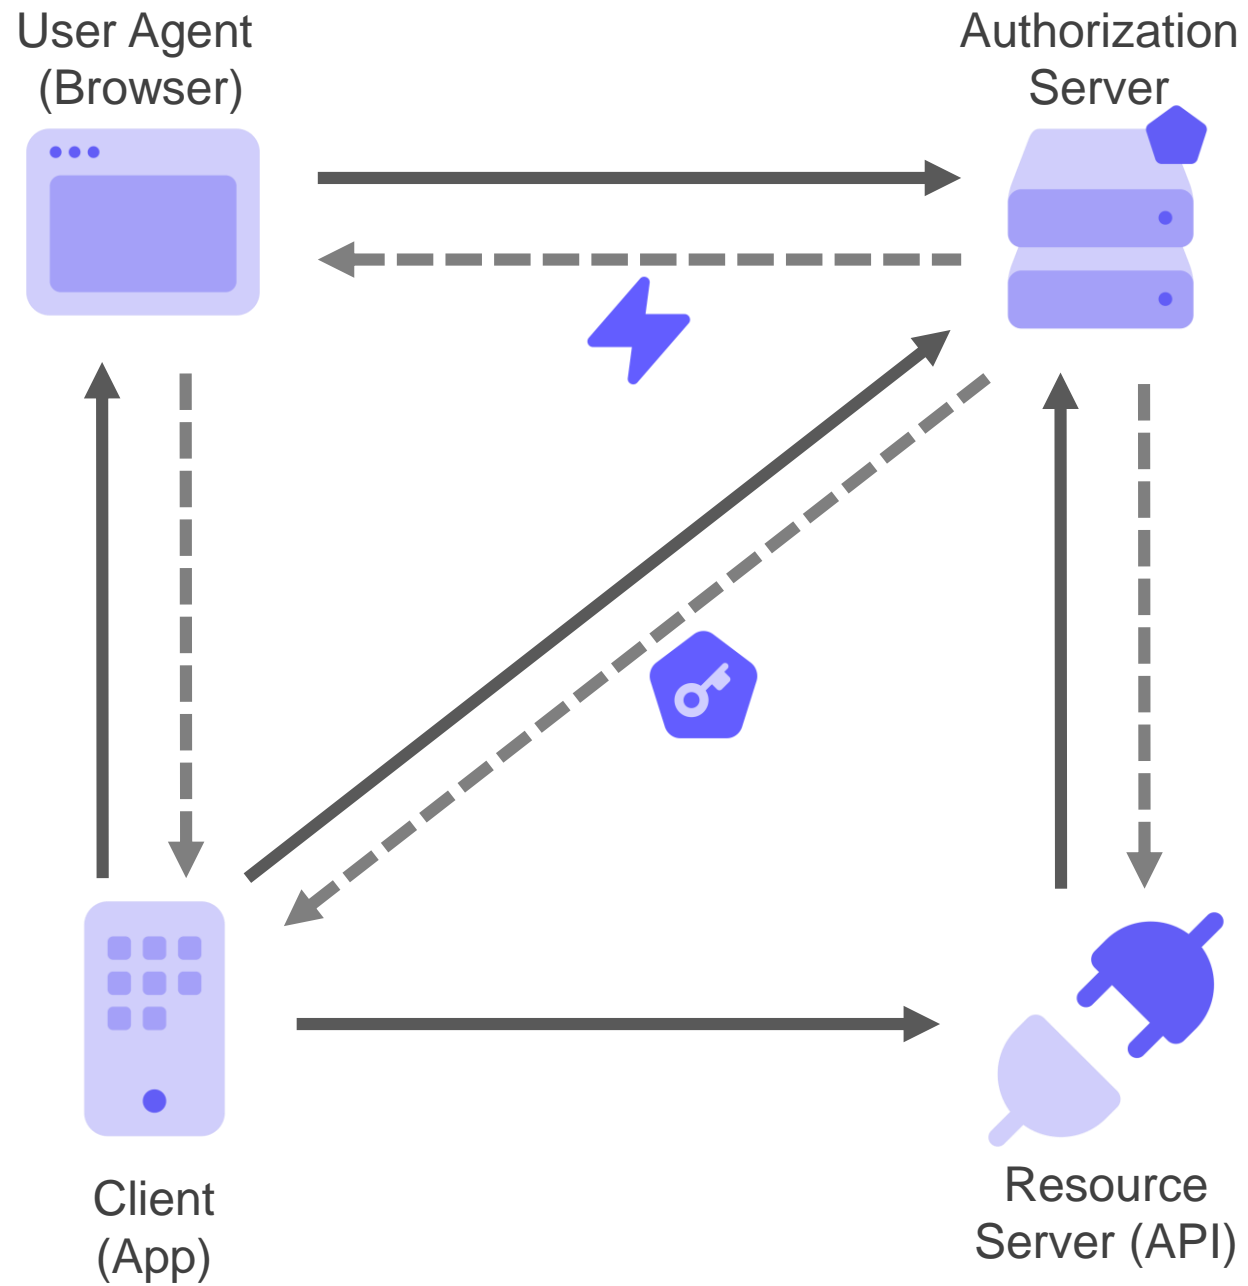 User Agent
(Browser)
Authorization
Server
Client
(App)
Resource
Server (API)